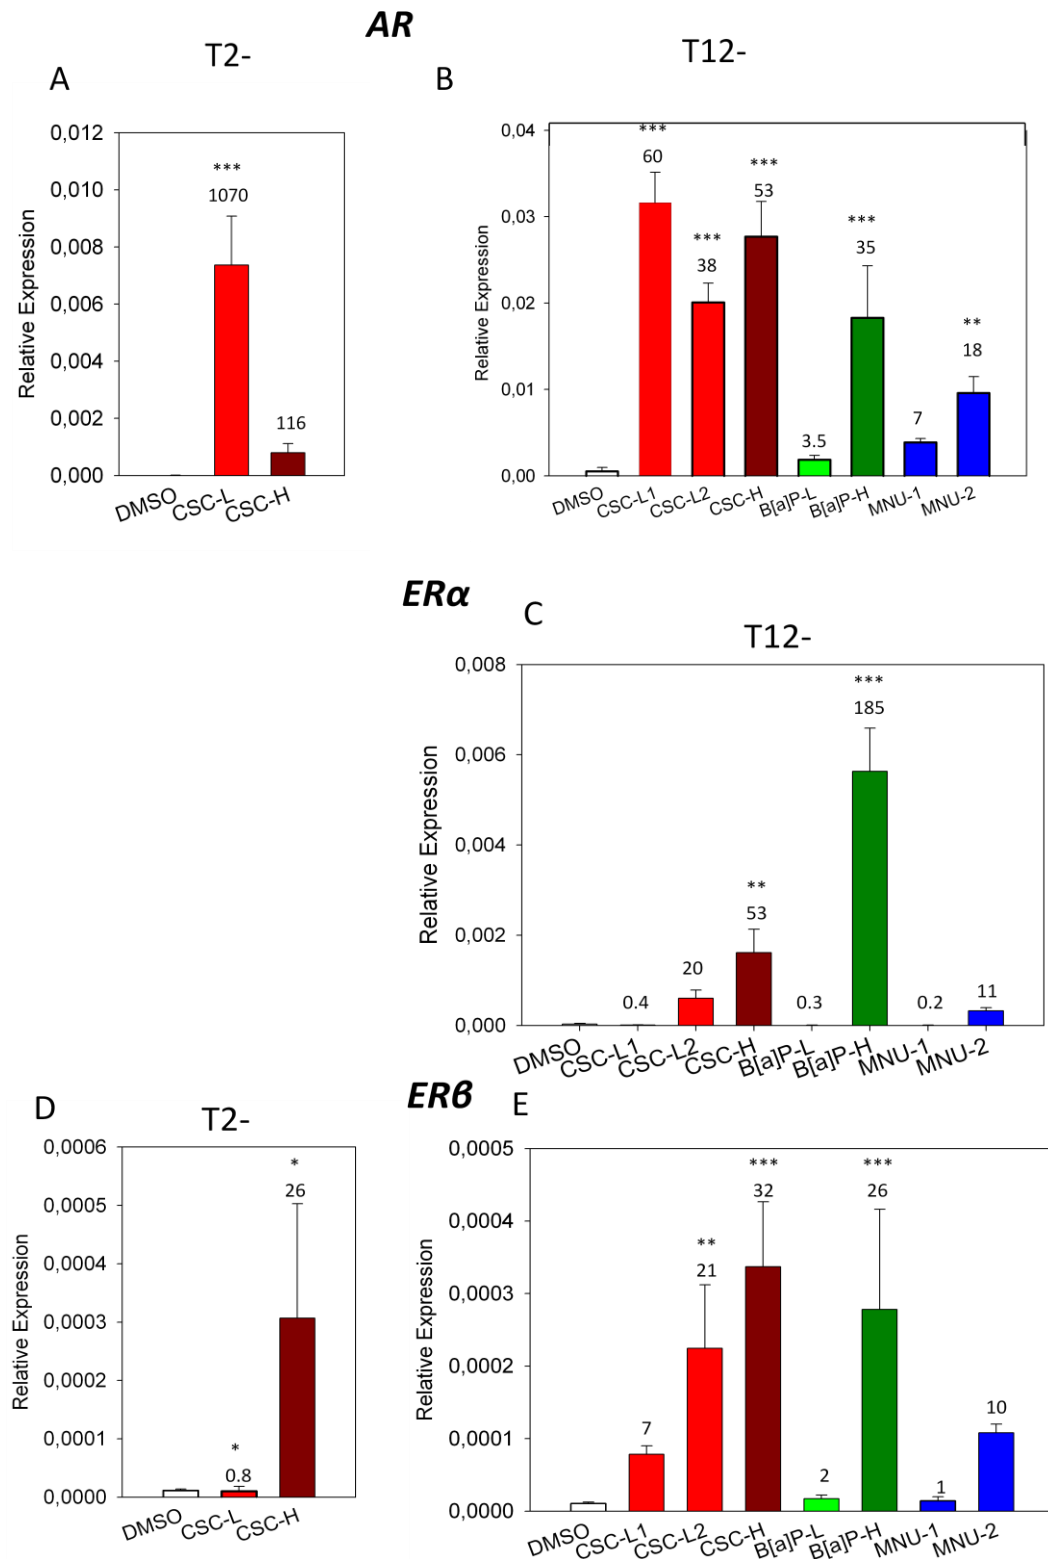 AR
T2-
T12-
A
B
0,012
0,010
0,008
0,006
0,004
0,002
0,000
Relative Expression
***
1070
116
DMSO
CSC-L
CSC-H
0,04
0,03
0,02
0,01
0,00
Relative Expression
***
60
***
38
***
53
3.5
***
35
7
**
18
DMSO
CSC-L1
CSC-L2
CSC-H
B[a]P-L
B[a]P-H
MNU-1
MNU-2
ERα
C
T12-
0,008
0,006
0,004
0,002
0,000
Relative Expression
0.4
20
**
53
0.3
***
185
0.2
11
DMSO
CSC-L1
CSC-L2
CSC-H
B[a]P-L
B[a]P-H
MNU-1
MNU-2
ERβ
D
T2-
E
0,0006
0,0005
0,0004
0,0003
0,0002
0,0001
0,0000
Relative Expression
*
0.8
*
26
DMSO
CSC-L
CSC-H
0,0005
0,0004
0,0003
0,0002
0,0001
0,0000
Relative Expression
7
**
21
***
32
2
***
26
1
10
DMSO
CSC-L1
CSC-L2
CSC-H
B[a]P-L
B[a]P-H
MNU-1
MNU-2